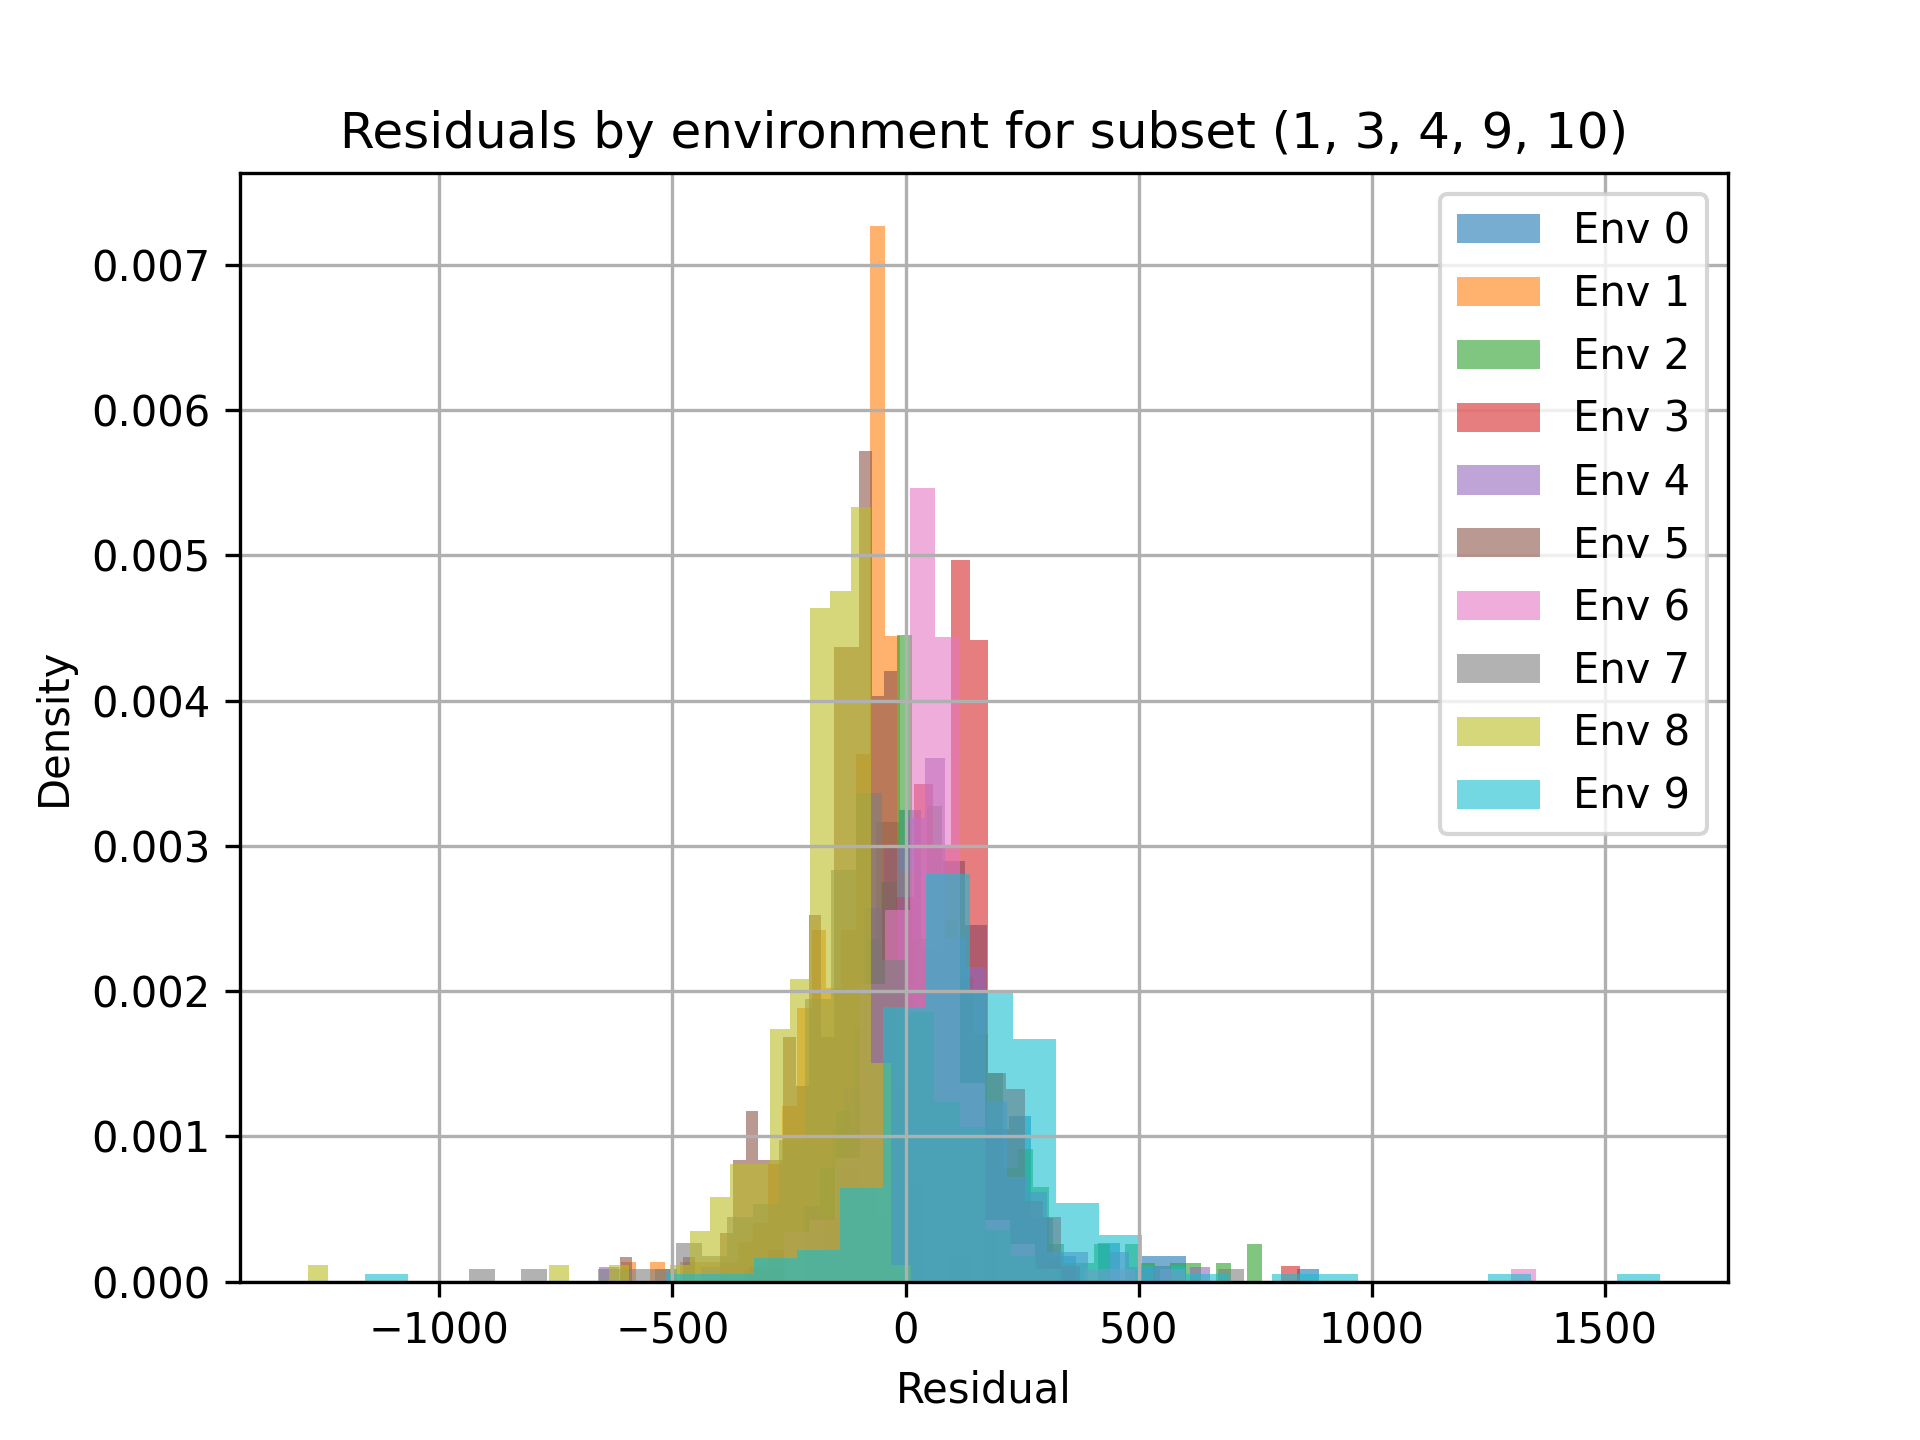 Residuals by environment for subset (1, 3, 4, 9, 10)
Env 0
Env 1
Env 2
Env 3
Env 4
Env 5
Env 6
Env 7
Env 8
Env 9
Density
0.007
0.006
0.005
0.004
0.003
0.002
0.001
0.000
−1000 −500 0 500 1000 1500
Residual